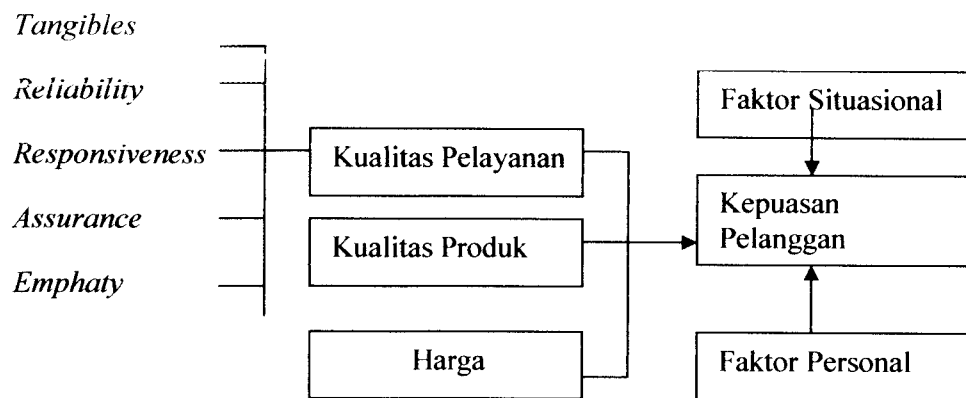 Tangibles
Reliability
Responsiveness
Assurance
Emphaty
Kualitas Pelayanan
Kualitas Produk
Harga
Faktor Situasional
Kepuasan
Pelanggan
Faktor Personal